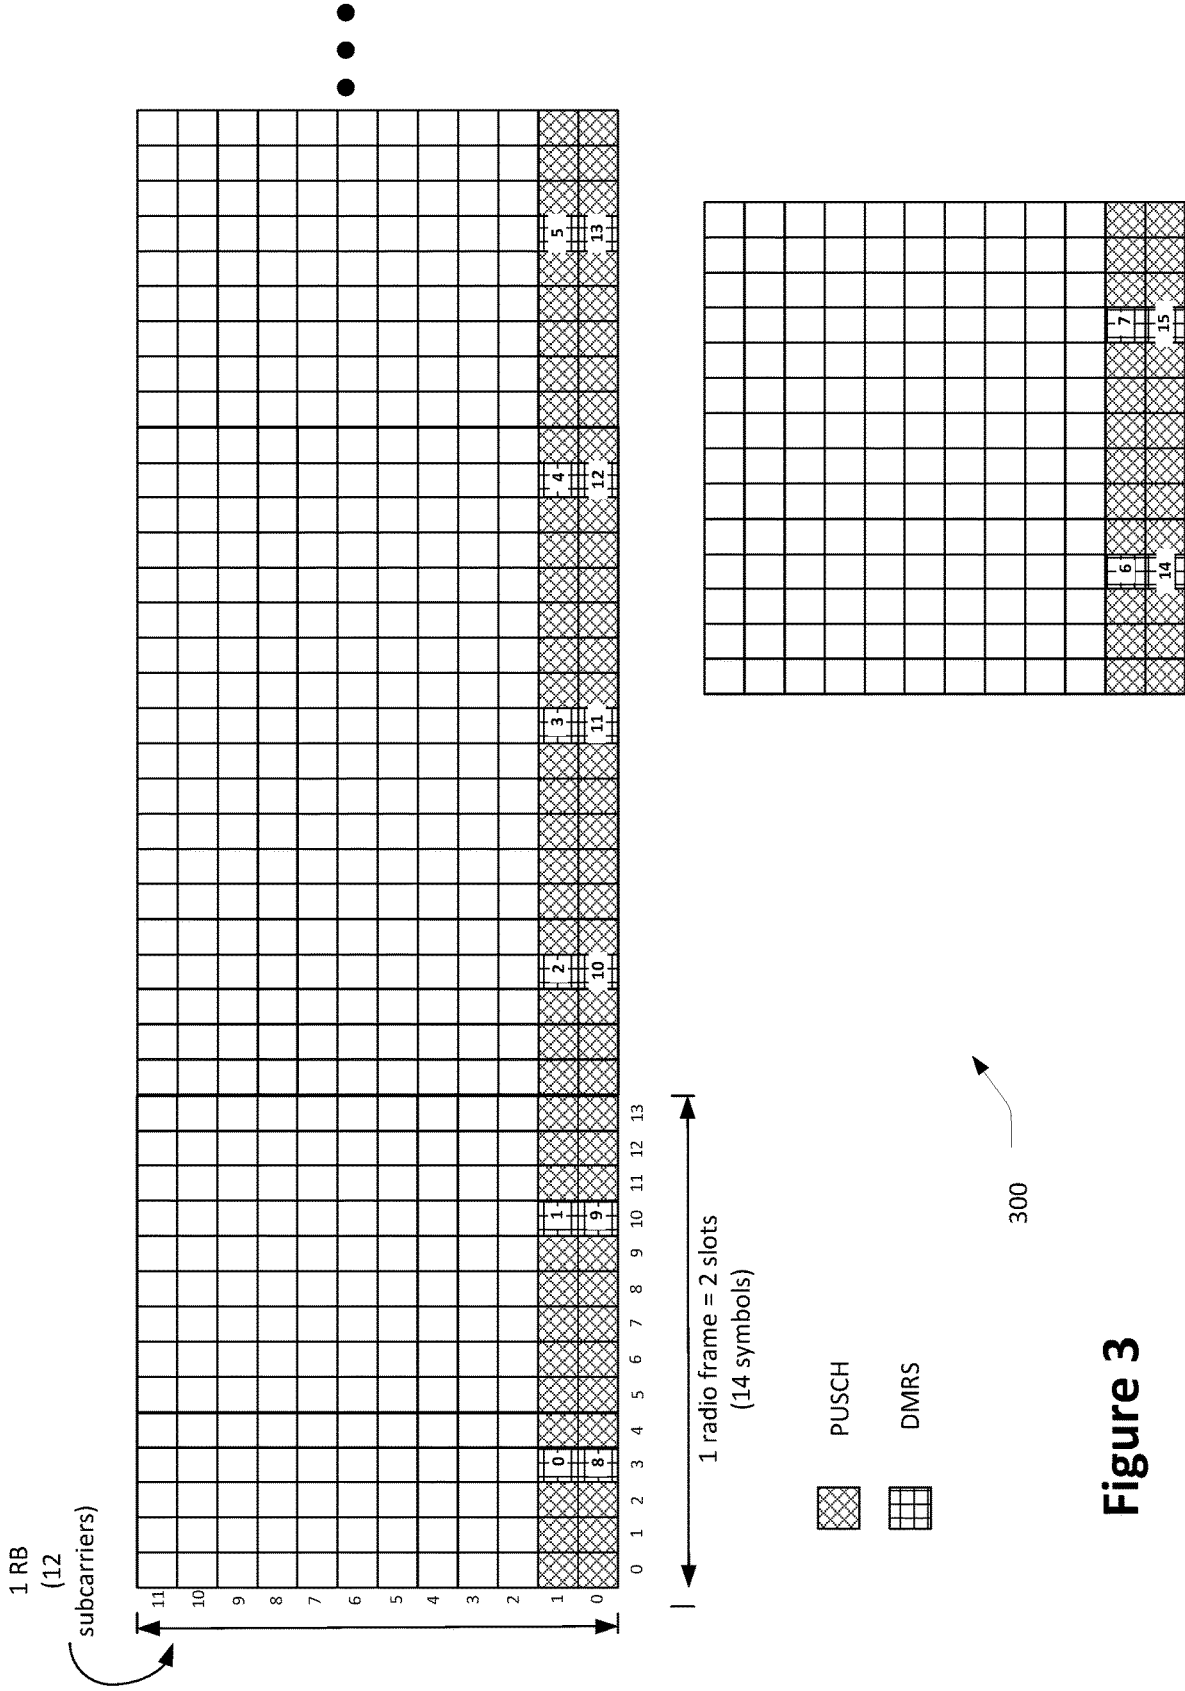 1 RB
(12
subcarriers)
11
10
9
8
7
6
5
4
3
2
1
0
0 1 2 3 4 5 
8 9 10 11 12 13
0 1 2 3 4 5 6 7 8 9 10 11 12 13
1 radio frame = 2 slots
(14 symbols)
6 7
14 15
PUSCH
DMRS
300
Figure 3